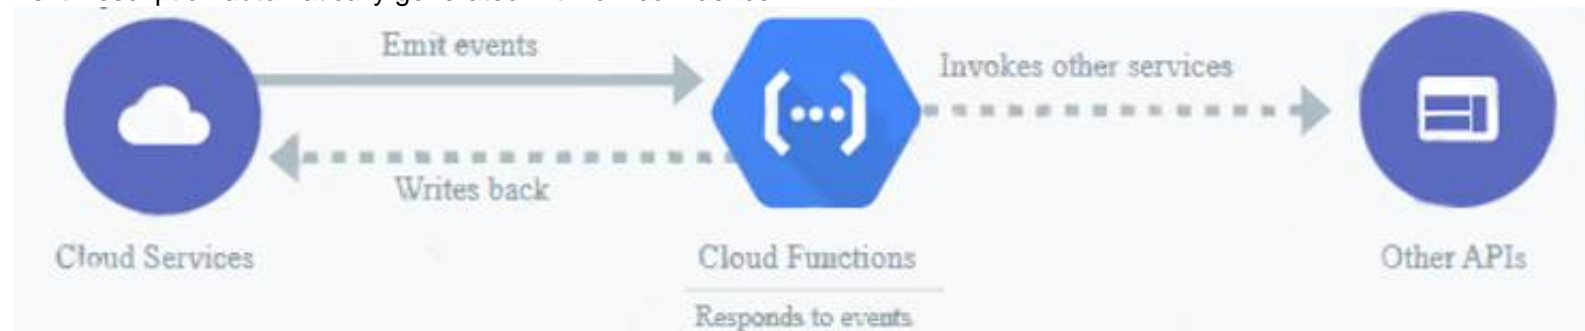 Emit events
Invokes other services
Writes back
Cloud Services
Cloud Functions
Other APIs
Responds to events